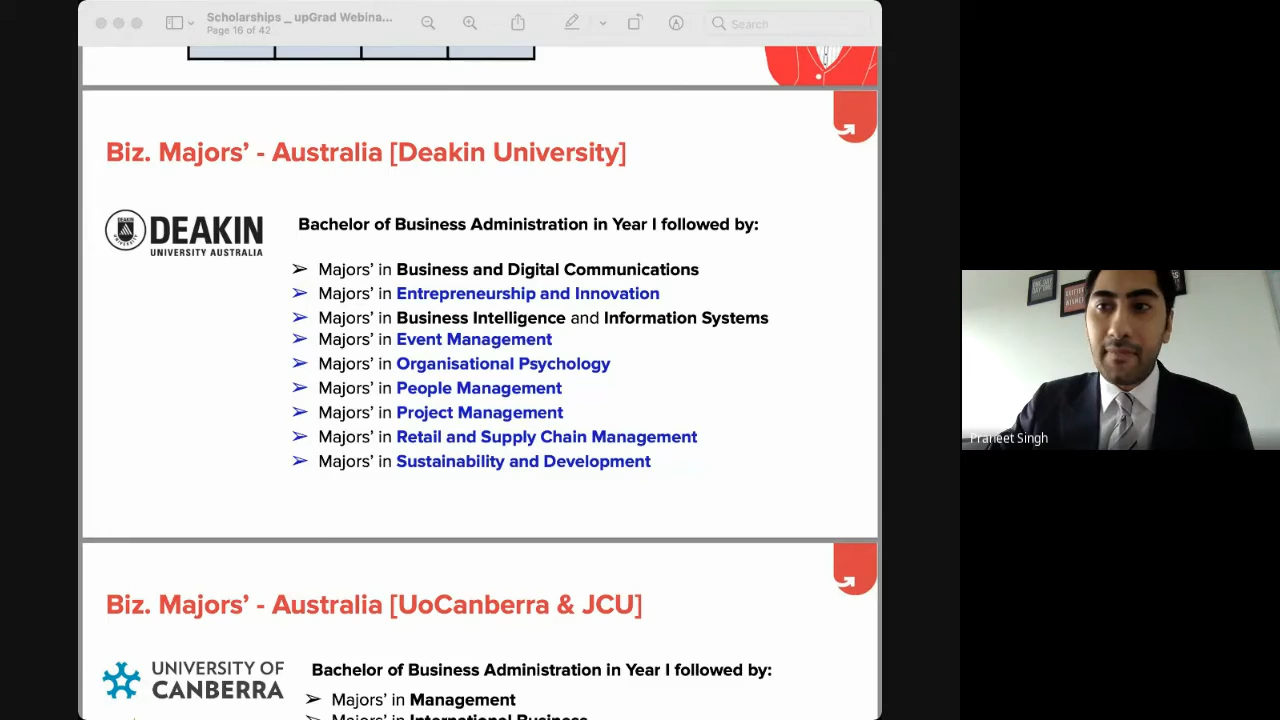 Scholarships _ upGrad Webina...
Page 16 of 42
Search
Biz. Majors' - Australia [Deakin University]
DEAKIN
UNIVERSITY AUSTRALIA
Bachelor of Business Administration in Year I followed by:
➢ Majors' in Business and Digital Communications
➢ Majors' in Entrepreneurship and Innovation
➢ Majors' in Business Intelligence and Information Systems
➢ Majors' in Event Management
➢ Majors' in Organisational Psychology
➢ Majors' in People Management
➢ Majors' in Project Management
➢ Majors' in Retail and Supply Chain Management
➢ Majors' in Sustainability and Development
Praneet Singh
Biz. Majors' - Australia [UoCanberra & JCU]
UNIVERSITY OF
CANBERRA
Bachelor of Business Administration in Year I followed by:
➢ Majors' in Management
➢ Majors' in International Business